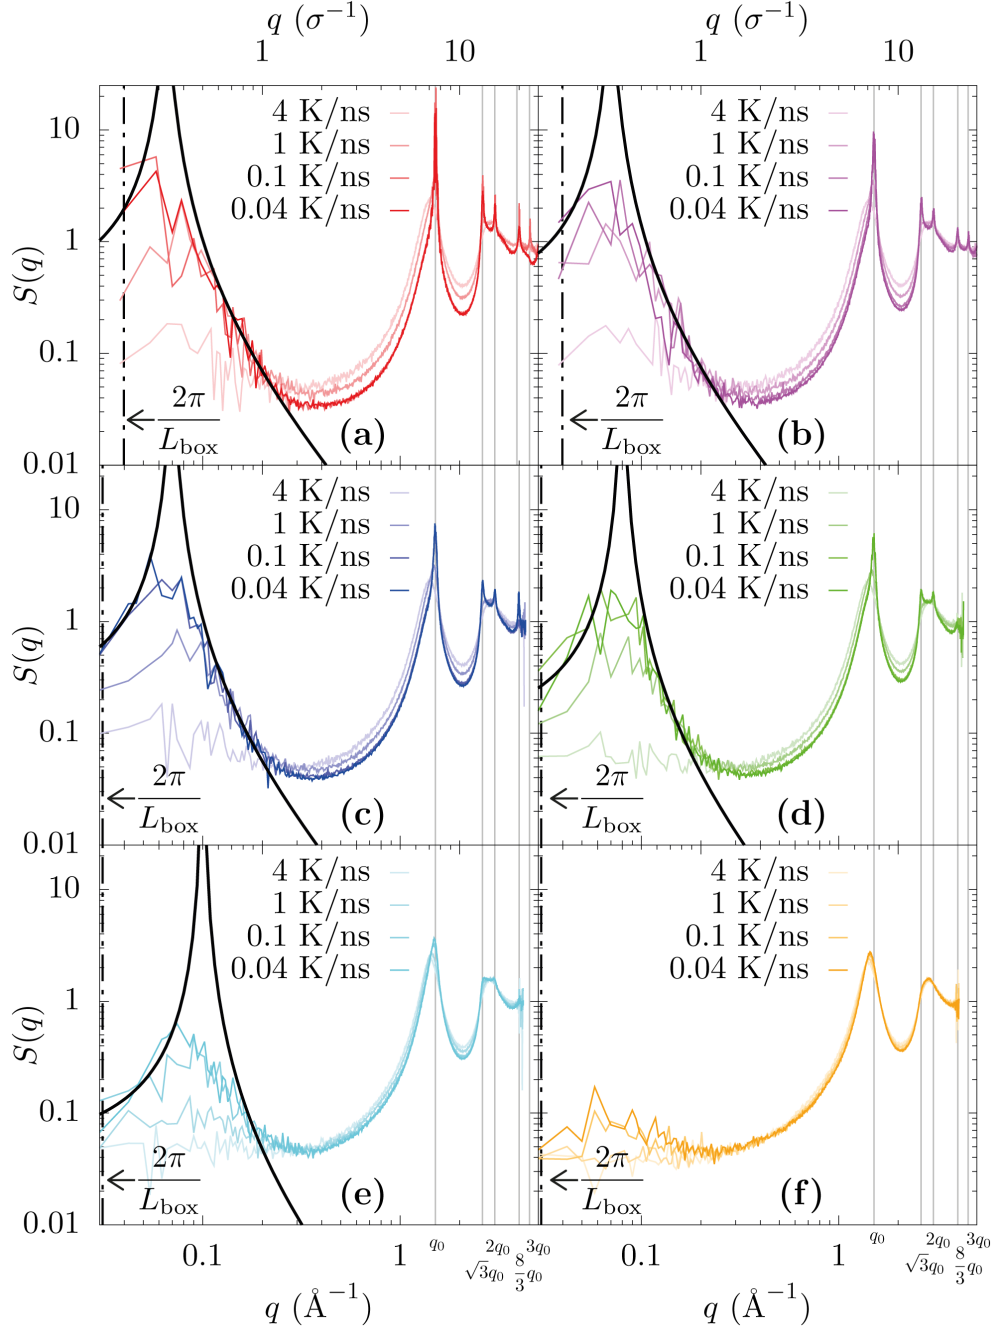 q (σ⁻¹) q (σ⁻¹)
1 10 1 10
S(q)
10
1
0.1
0.01
4 K/ns
1 K/ns
0.1 K/ns
0.04 K/ns
2π
L_box
(a)
4 K/ns
1 K/ns
0.1 K/ns
0.04 K/ns
2π
L_box
(b)
S(q)
10
1
0.1
0.01
4 K/ns
1 K/ns
0.1 K/ns
0.04 K/ns
2π
L_box
(c)
4 K/ns
1 K/ns
0.1 K/ns
0.04 K/ns
2π
L_box
(d)
S(q)
10
1
0.1
0.01
4 K/ns
1 K/ns
0.1 K/ns
0.04 K/ns
2π
L_box
(e)
4 K/ns
1 K/ns
0.1 K/ns
0.04 K/ns
2π
L_box
(f)
0.1 1 q₀ √3q₀ 2q₀ 8/3q₀ 3q₀
0.1 1 q₀ √3q₀ 2q₀ 8/3q₀ 3q₀
q (Å⁻¹) q (Å⁻¹)